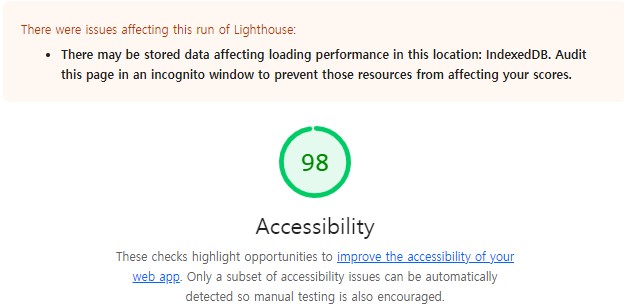 There were issues affecting this run of Lighthouse:
• There may be stored data affecting loading performance in this location: IndexedDB. Audit
this page in an incognito window to prevent those resources from affecting your scores.
98
Accessibility
These checks highlight opportunities to improve the accessibility of your
web app. Only a subset of accessibility issues can be automatically
detected so manual testing is also encouraged.